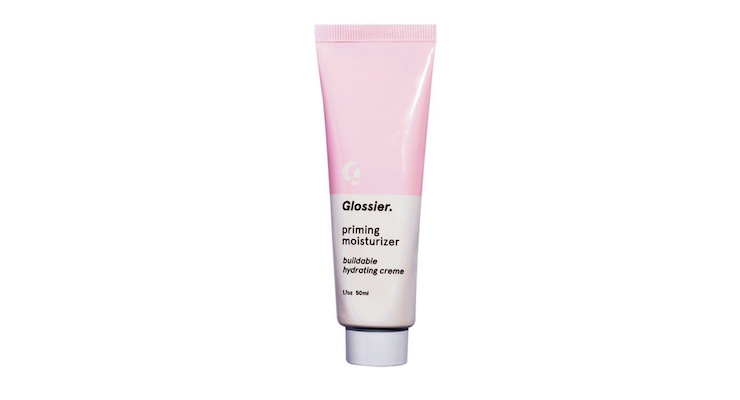 Glossier.
priming
moisturizer
buildable
hydrating creme
1.7oz 50ml